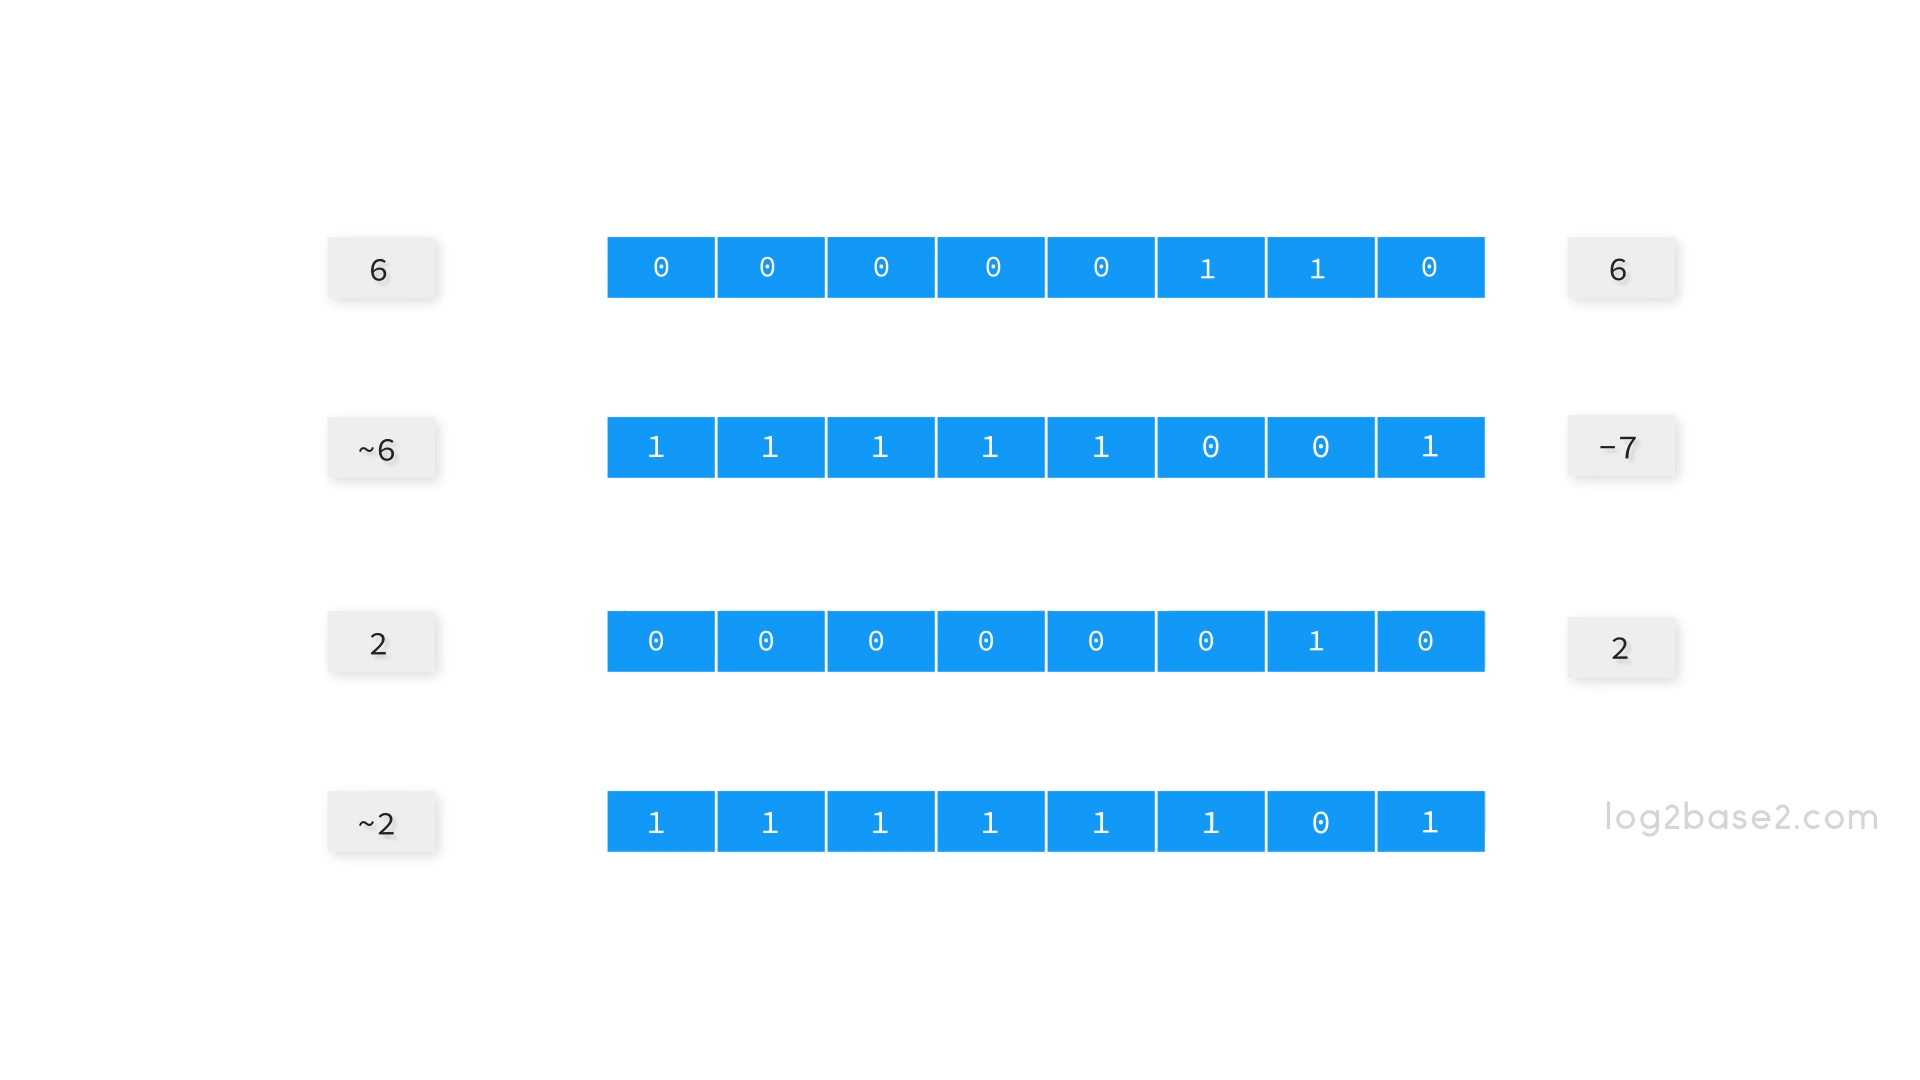 6 0 0 0 0 0 1 1 0 6
~6 1 1 1 1 1 0 0 1 -7
2 0 0 0 0 0 0 1 0 2
~2 1 1 1 1 1 1 0 1
log2base2.com